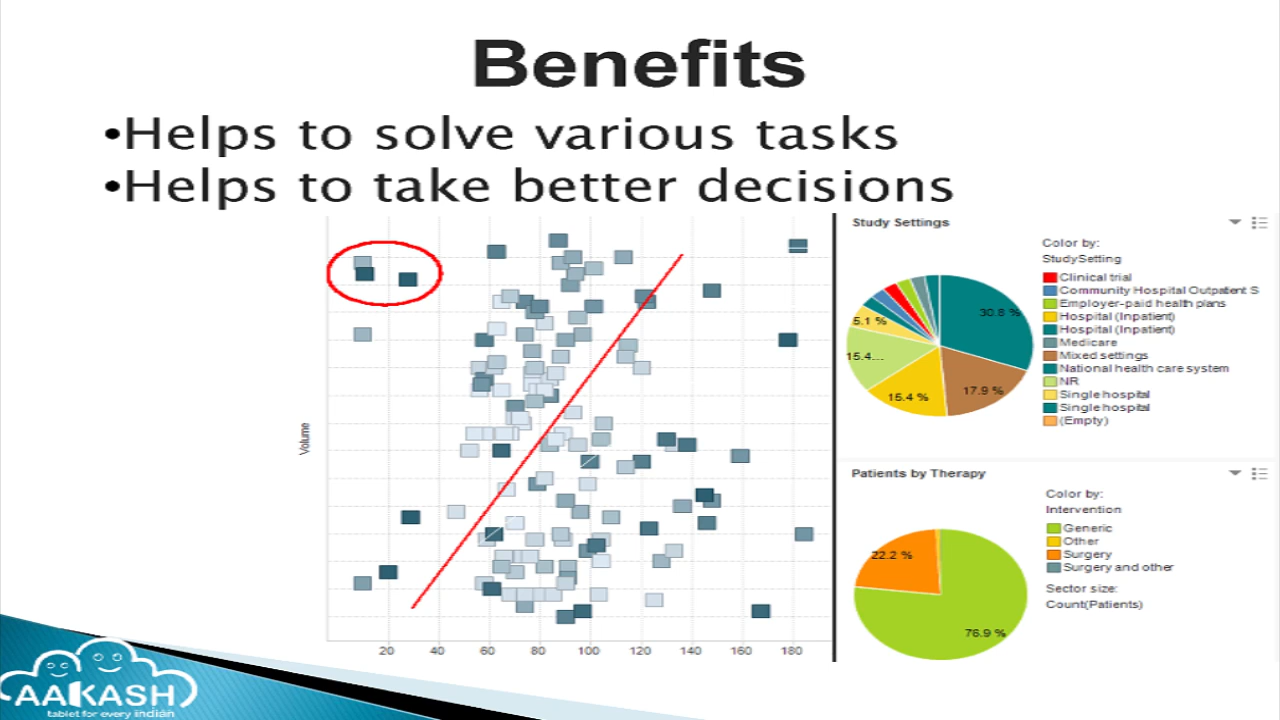 Benefits
•Helps to solve various tasks
•Helps to take better decisions
Volume
20 40 60 80 100 120 140 160 180
Study Settings
30.8 %
17.9 %
15.4 %
15.4...
5.1 %
Color by:
StudySetting
Clinical trial
Community Hospital Outpatient S
Employer-paid health plans
Hospital (Inpatient)
Hospital (Inpatient)
Medicare
Mixed settings
National health care system
NR
Single hospital
Single hospital
(Empty)
Patients by Therapy
22.2 %
76.9 %
Color by:
Intervention
Generic
Other
Surgery
Surgery and other
Sector size:
Count(Patients)
AAKASH
tablet for every indian